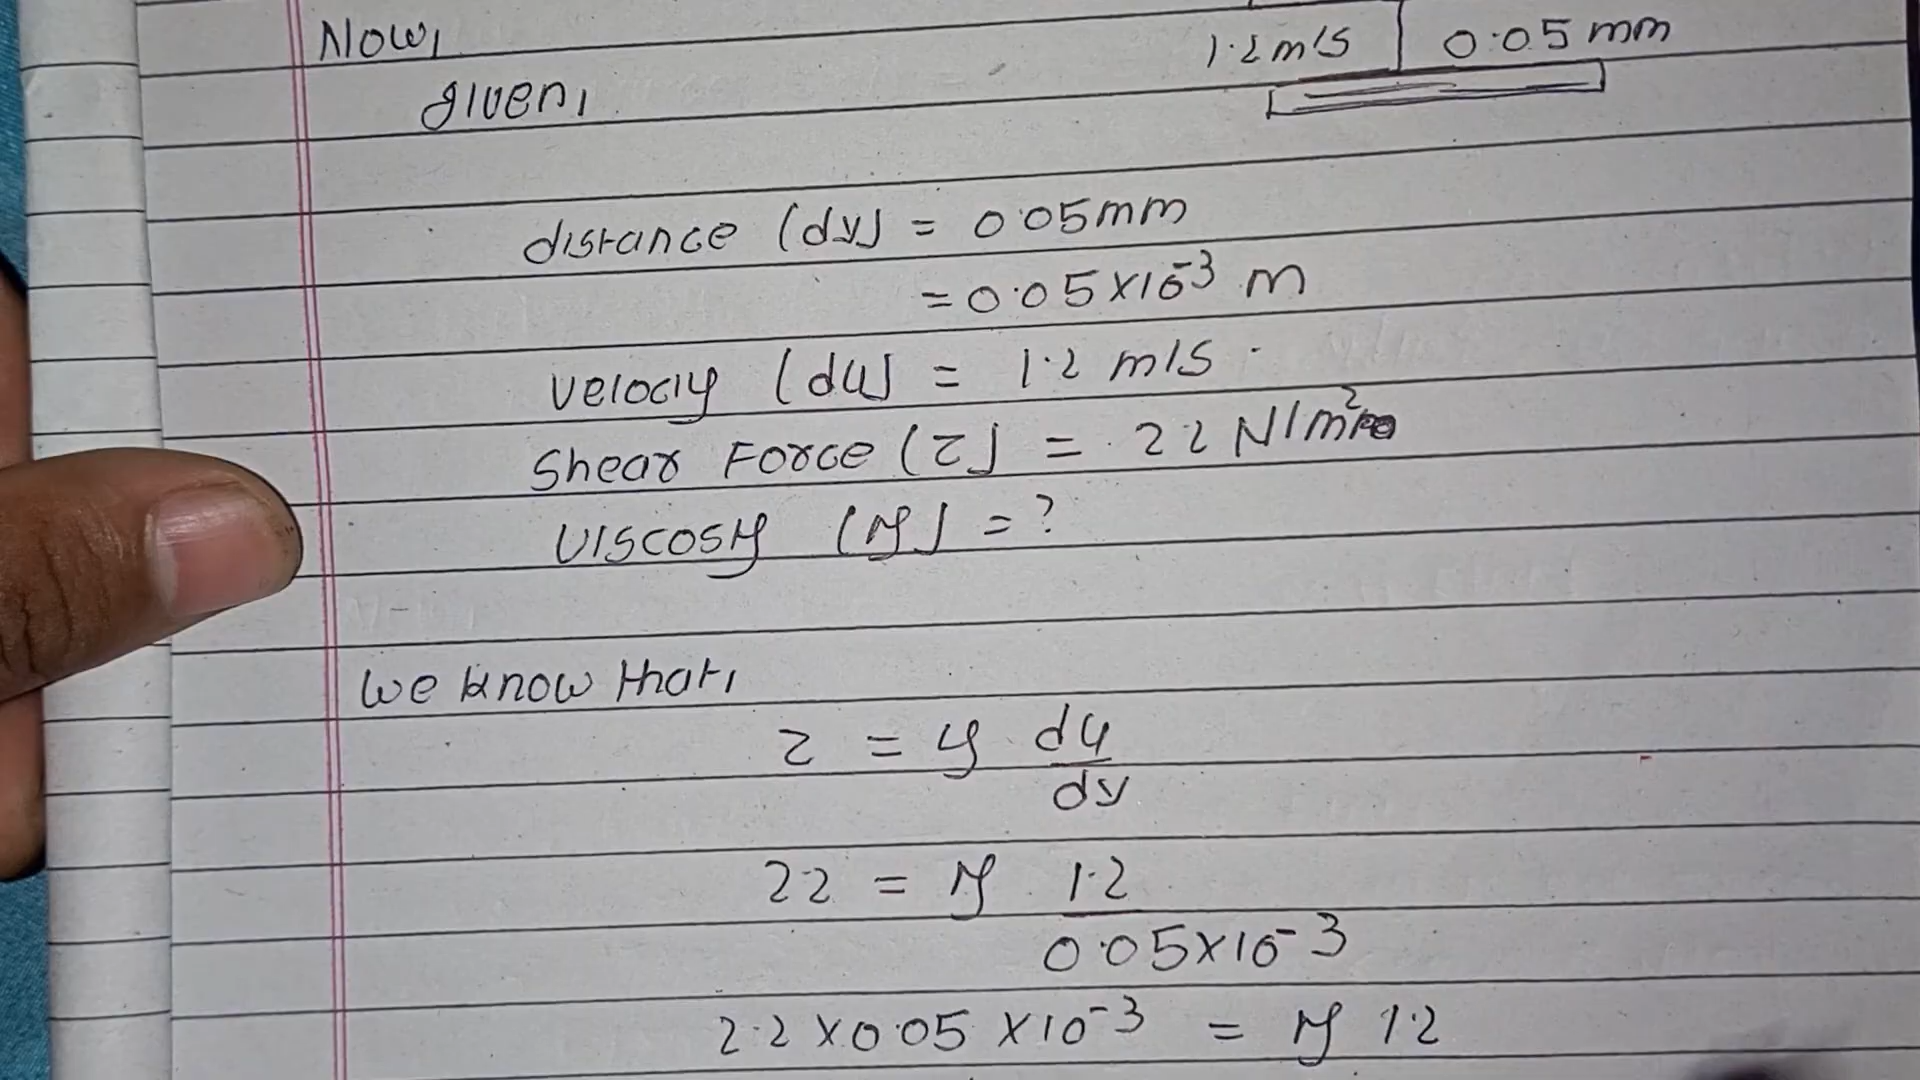 Now,
1.2 m/s 0.05 mm
given,
distance (dy) = 0.05mm
= 0.05×10⁻³ m
velociy (du) = 1.2 m/s
Shear Force (τ) = 2.2 N/m²
viscosy (μ) = ?
We know that,
τ = μ du
dy
2.2 = μ 1.2
0.05×10⁻³
2.2 × 0.05 × 10⁻³ = μ 1.2